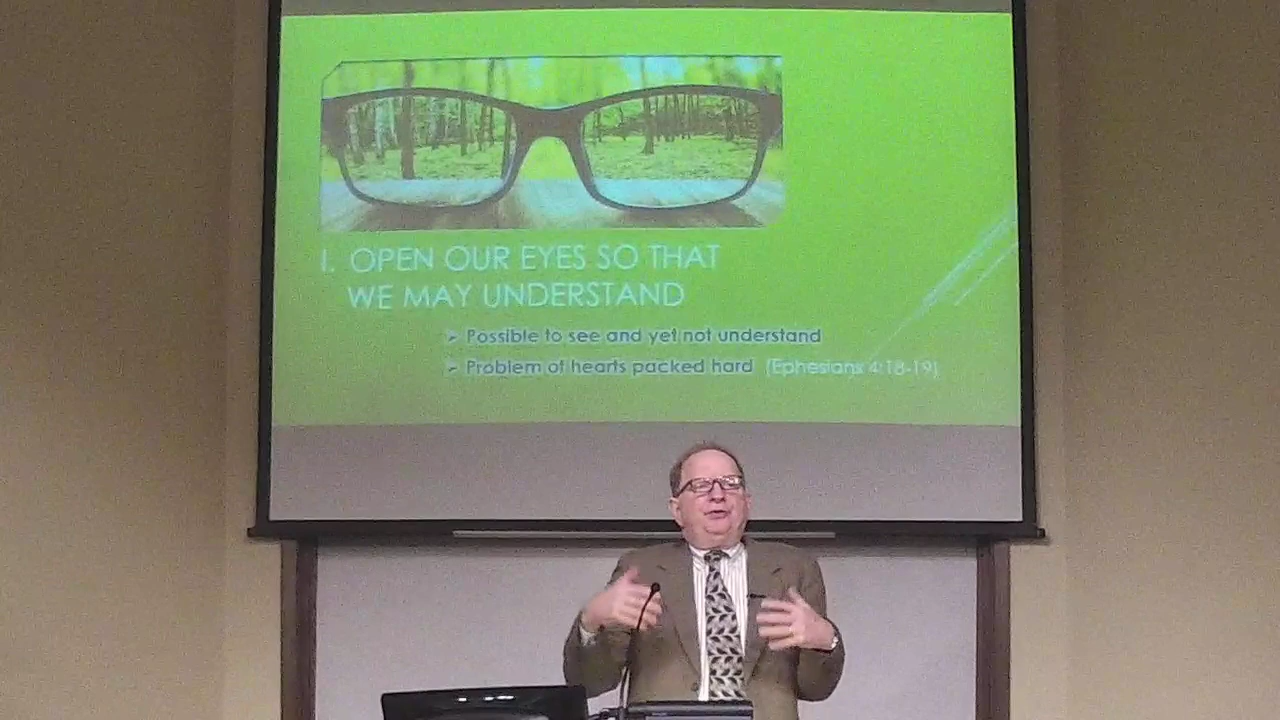 I. OPEN OUR EYES SO THAT
WE MAY UNDERSTAND
➢ Possible to see and yet not understand
➢ Problem of hearts packed hard (Ephesians 4:18-19)